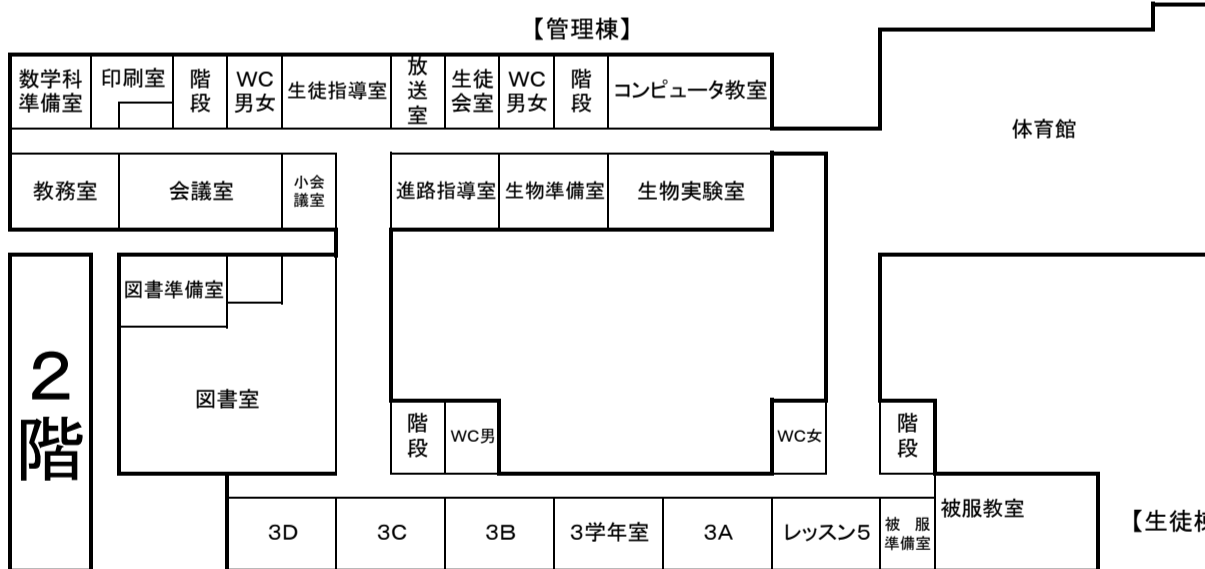 【管理棟】
数学科
準備室
印刷室
階
段
WC
男女
生徒指導室
放
送
室
生徒
会室
WC
男女
階
段
コンピュータ教室
体育館
教務室
会議室
小会
議室
進路指導室
生物準備室
生物実験室
図書準備室
2
階
図書室
階
段
WC男
WC女
階
段
3D
3C
3B
3学年室
3A
レッスン5
被 服
準備室
被服教室
【生徒棟